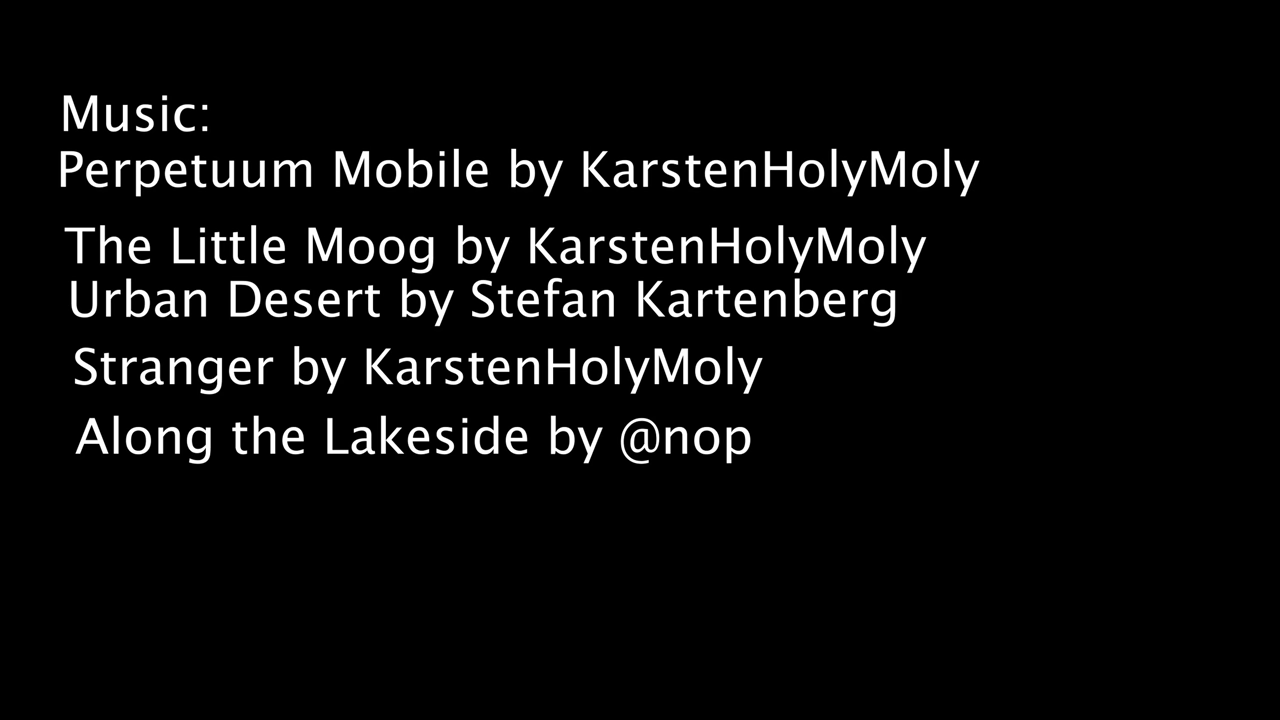 Music:
Perpetuum Mobile by KarstenHolyMoly
The Little Moog by KarstenHolyMoly
Urban Desert by Stefan Kartenberg
Stranger by KarstenHolyMoly
Along the Lakeside by @nop